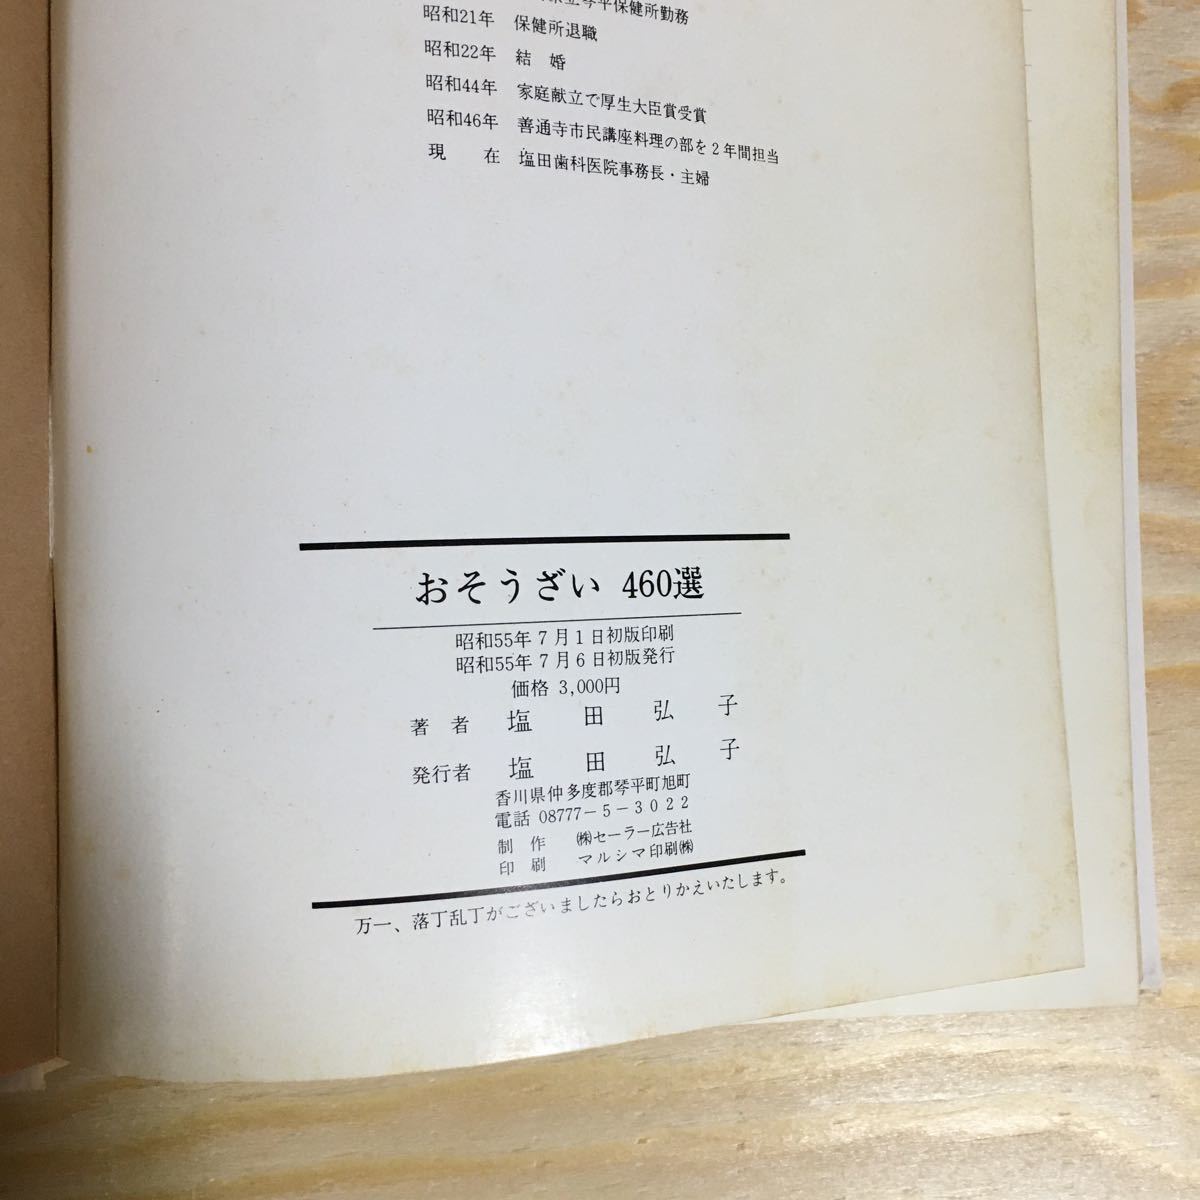 県立琴平保健所勤務
昭和21年 保健所退職
昭和22年 結 婚
昭和44年 家庭献立で厚生大臣賞受賞
昭和46年 善通寺市民講座料理の部を2年間担当
現 在 塩田歯科医院事務長・主婦
おそうざい 460選
昭和55年7月1日初版印刷
昭和55年7月6日初版発行
価格 3,000円
著 者 塩 田 弘 子
発行者 塩 田 弘 子
香川県仲多度郡琴平町旭町
電話 08777-5-3022
制 作 ㈱セーラー広告社
印 刷 マルシマ印刷㈱
万一、落丁乱丁がございましたらおとりかえいたします。